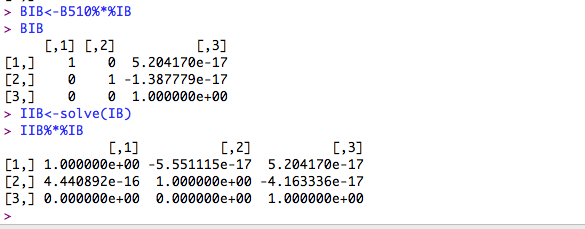 > BIB<-B510%*%IB
> BIB
     [,1] [,2]          [,3]
[1,]    1    0  5.204170e-17
[2,]    0    1 -1.387779e-17
[3,]    0    0  1.000000e+00
> IIB<-solve(IB)
> IIB%*%IB
             [,1]          [,2]          [,3]
[1,] 1.000000e+00 -5.551115e-17  5.204170e-17
[2,] 4.440892e-16  1.000000e+00 -4.163336e-17
[3,] 0.000000e+00  0.000000e+00  1.000000e+00
>